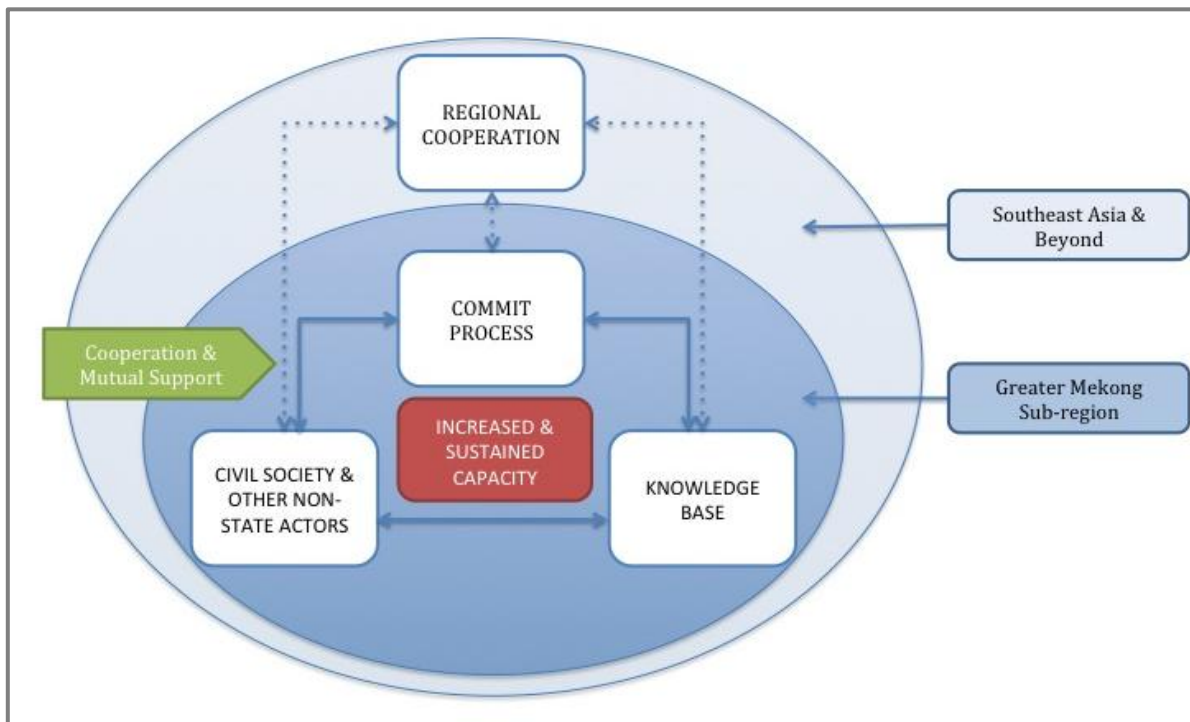 REGIONAL
COOPERATION
Southeast Asia &
Beyond
COMMIT
PROCESS
Cooperation &
Mutual Support
Greater Mekong
Sub-region
INCREASED &
SUSTAINED
CAPACITY
CIVIL SOCIETY &
OTHER NON-
STATE ACTORS
KNOWLEDGE
BASE